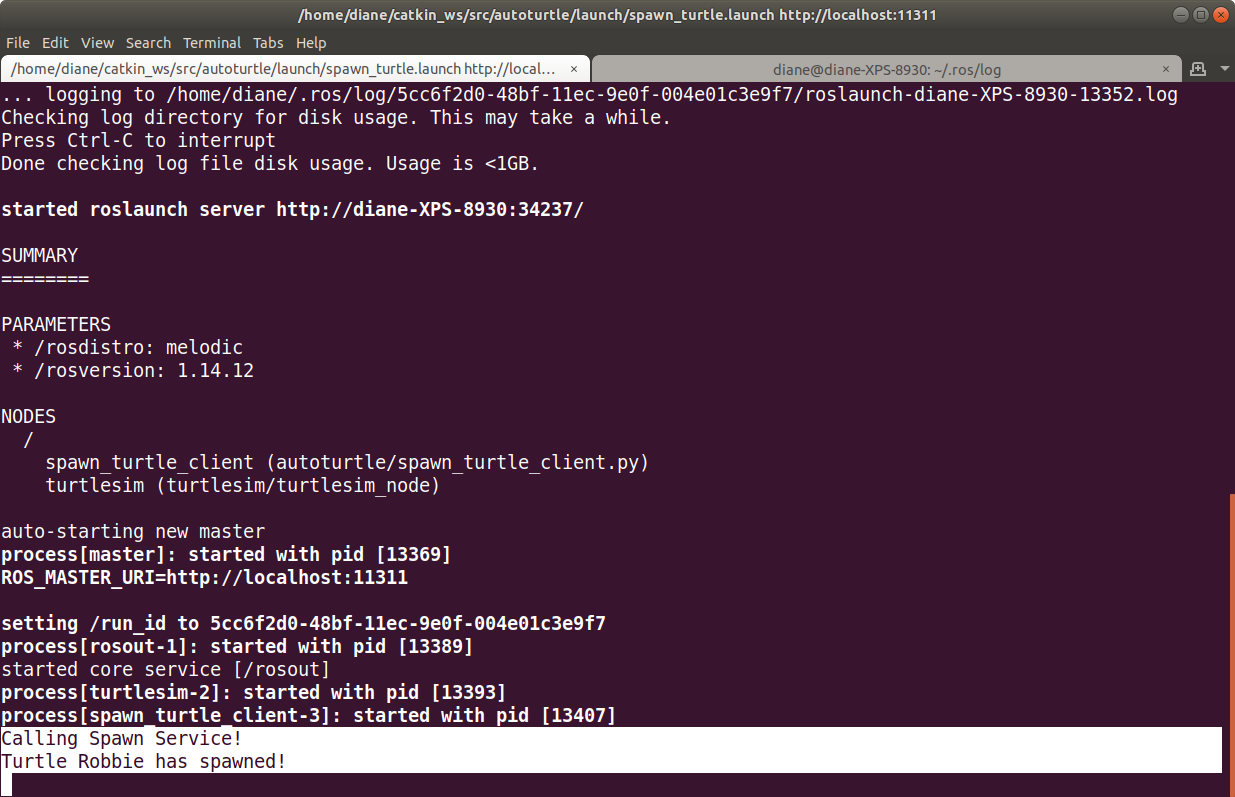 /home/diane/catkin_ws/src/autoturtle/launch/spawn_turtle.launch http://localhost:11311
File Edit View Search Terminal Tabs Help
/home/diane/catkin_ws/src/autoturtle/launch/spawn_turtle.launch http://local... × diane@diane-XPS-8930: ~/.ros/log ×
... logging to /home/diane/.ros/log/5cc6f2d0-48bf-11ec-9e0f-004e01c3e9f7/roslaunch-diane-XPS-8930-13352.log
Checking log directory for disk usage. This may take a while.
Press Ctrl-C to interrupt
Done checking log file disk usage. Usage is <1GB.
started roslaunch server http://diane-XPS-8930:34237/
SUMMARY
========
PARAMETERS
 * /rosdistro: melodic
 * /rosversion: 1.14.12
NODES
  /
    spawn_turtle_client (autoturtle/spawn_turtle_client.py)
    turtlesim (turtlesim/turtlesim_node)
auto-starting new master
process[master]: started with pid [13369]
ROS_MASTER_URI=http://localhost:11311
setting /run_id to 5cc6f2d0-48bf-11ec-9e0f-004e01c3e9f7
process[rosout-1]: started with pid [13389]
started core service [/rosout]
process[turtlesim-2]: started with pid [13393]
process[spawn_turtle_client-3]: started with pid [13407]
Calling Spawn Service!
Turtle Robbie has spawned!